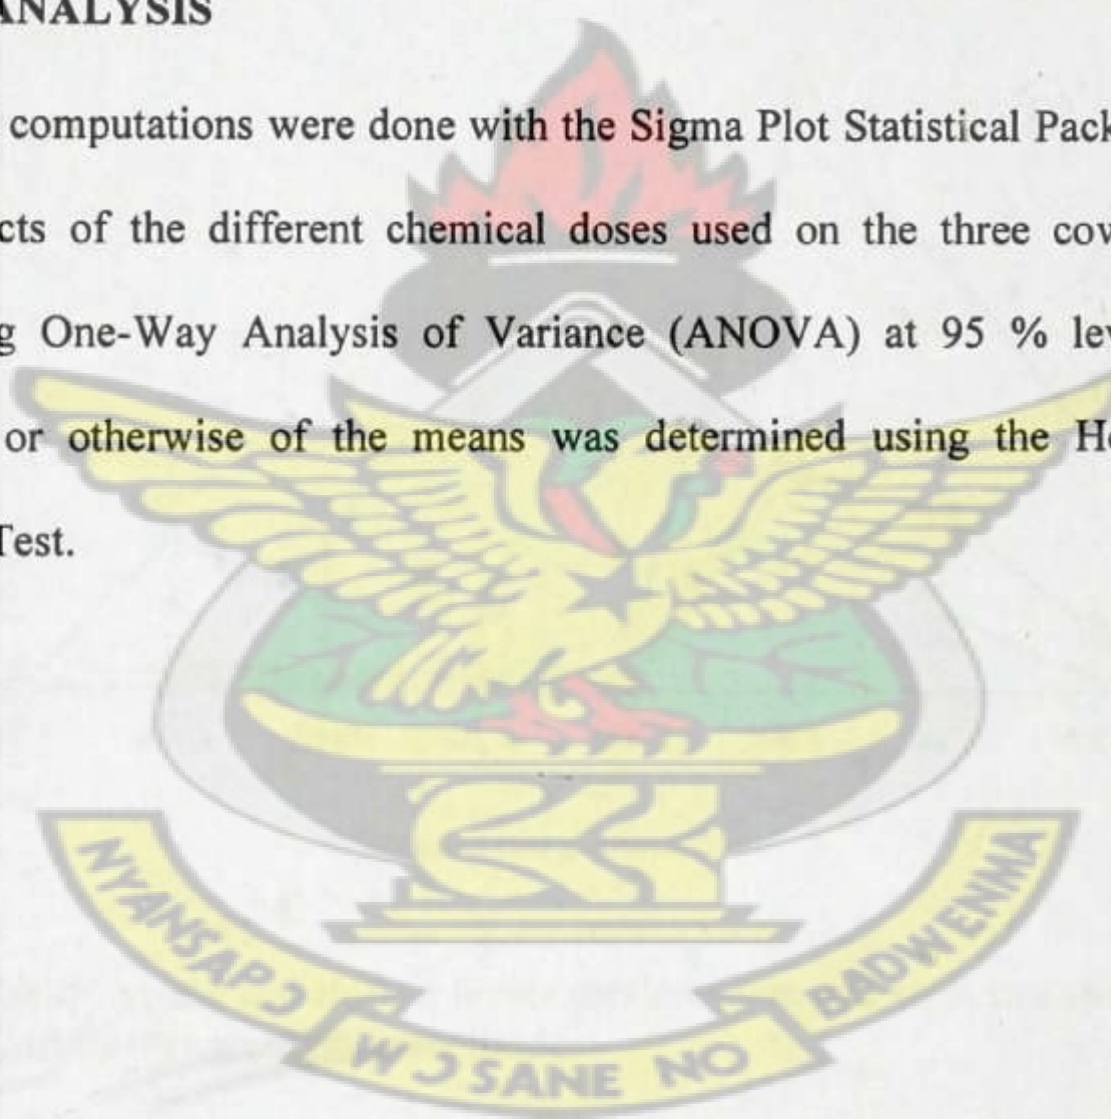 ANALYSIS
computations were done with the Sigma Plot Statistical Pack
cts of the different chemical doses used on the three cov
g One-Way Analysis of Variance (ANOVA) at 95 % lev
or otherwise of the means was determined using the H
Test.
NYANSAPƆ
WƆSANE NO
BADWENMA